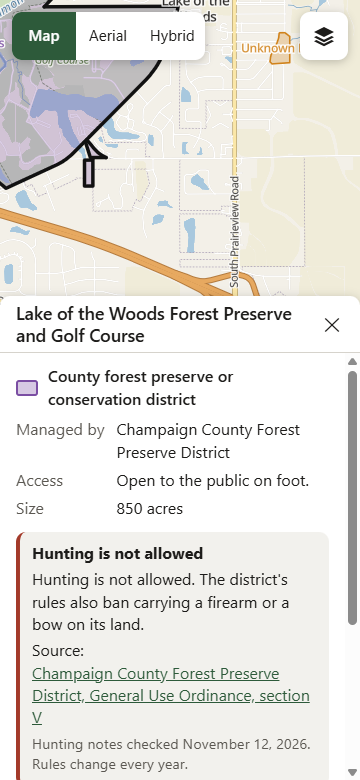 Lake of the
ds
Map
Aerial
Hybrid
Unknown
Golf Course
South Prairieview Road
Lake of the Woods Forest Preserve
and Golf Course
County forest preserve or
conservation district
Managed by
Champaign County Forest
Preserve District
Access
Open to the public on foot.
Size
850 acres
Hunting is not allowed
Hunting is not allowed. The district's
rules also ban carrying a firearm or a
bow on its land.
Source:
Champaign County Forest Preserve
District, General Use Ordinance, section
V
Hunting notes checked November 12, 2026.
Rules change every year.